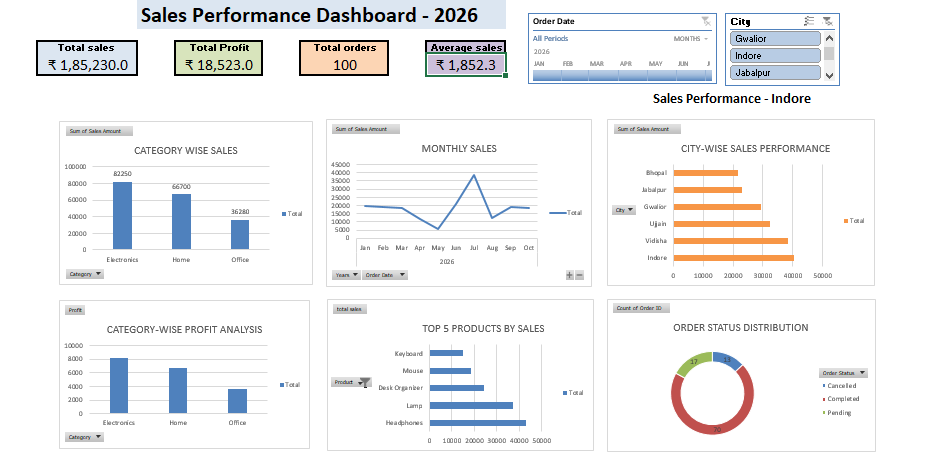 Sales Performance Dashboard - 2026
Total sales
₹ 1,85,230.0
Total Profit
₹ 18,523.0
Total orders
100
Average sales
₹ 1,852.3
Order Date
All Periods
MONTHS
2026
JAN FEB MAR APR MAY JUN J
City
Gwalior
Indore
Jabalpur
Sales Performance - Indore
Sum of Sales Amount
CATEGORY WISE SALES
100000
80000
60000
40000
20000
0
82250
66700
36280
Electronics Home Office
Total
Category
Sum of Sales Amount
MONTHLY SALES
45000
40000
35000
30000
25000
20000
15000
10000
5000
0
Jan Feb Mar Apr May Jun Jul Aug Sep Oct
2026
Total
Years Order Date
Sum of Sales Amount
CITY-WISE SALES PERFORMANCE
City
Bhopal
Jabalpur
Gwalior
Ujjain
Vidisha
Indore
0 10000 20000 30000 40000 50000
Total
Profit
CATEGORY-WISE PROFIT ANALYSIS
10000
8000
6000
4000
2000
0
Electronics Home Office
Total
Category
total sales
TOP 5 PRODUCTS BY SALES
Product
Keyboard
Mouse
Desk Organizer
Lamp
Headphones
0 10000 20000 30000 40000 50000
Total
Count of Order ID
ORDER STATUS DISTRIBUTION
17
13
70
Order Status
Cancelled
Completed
Pending